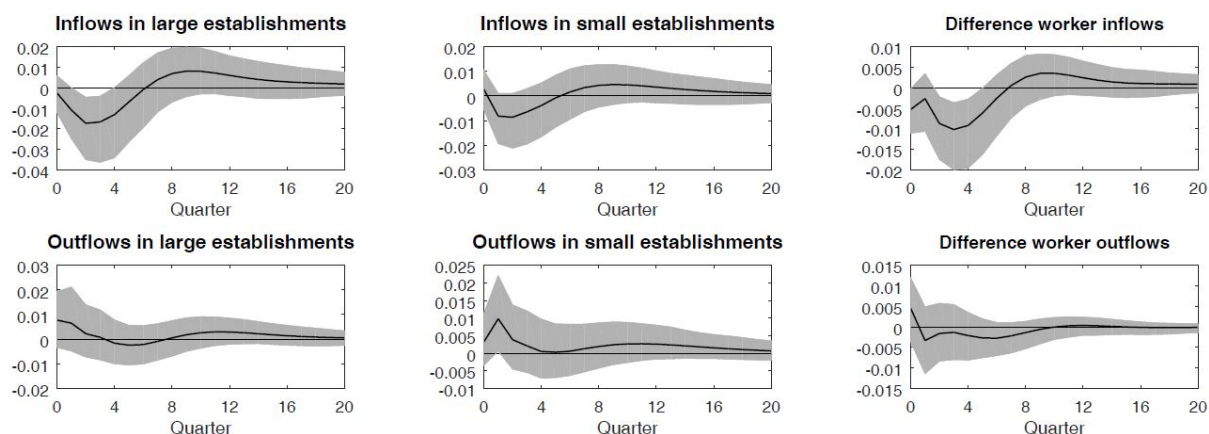 Inflows in large establishments
0.02
0.01
0
-0.01
-0.02
-0.03
-0.04
0 4 8 12 16 20
Quarter
Inflows in small establishments
0.02
0.01
0
-0.01
-0.02
-0.03
0 4 8 12 16 20
Quarter
Difference worker inflows
0.01
0.005
0
-0.005
-0.01
-0.015
-0.02
0 4 8 12 16 20
Quarter
Outflows in large establishments
0.03
0.02
0.01
0
-0.01
-0.02
0 4 8 12 16 20
Quarter
Outflows in small establishments
0.025
0.02
0.015
0.01
0.005
0
-0.005
-0.01
0 4 8 12 16 20
Quarter
Difference worker outflows
0.015
0.01
0.005
0
-0.005
-0.01
-0.015
0 4 8 12 16 20
Quarter